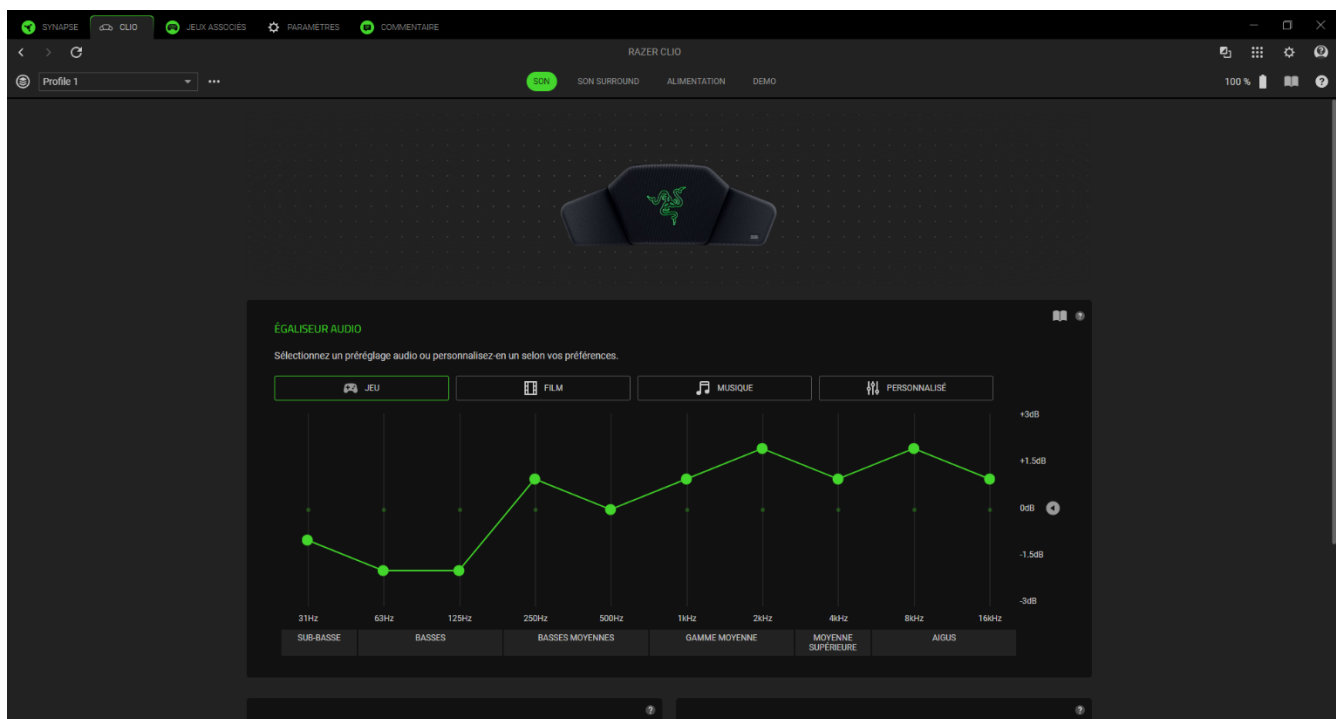 SYNAPSE CLIO JEUX ASSOCIÉS PARAMÈTRES COMMENTAIRE
RAZER CLIO
Profile 1 SON SON SURROUND ALIMENTATION DEMO 100 %
ÉGALISEUR AUDIO
Sélectionnez un préréglage audio ou personnalisez-en un selon vos préférences.
JEU FILM MUSIQUE PERSONNALISÉ
+3dB
+1.5dB
0dB
-1.5dB
-3dB
31Hz 63Hz 125Hz 250Hz 500Hz 1kHz 2kHz 4kHz 8kHz 16kHz
SUB-BASSE BASSES BASSES MOYENNES GAMME MOYENNE MOYENNE SUPÉRIEURE AIGUS